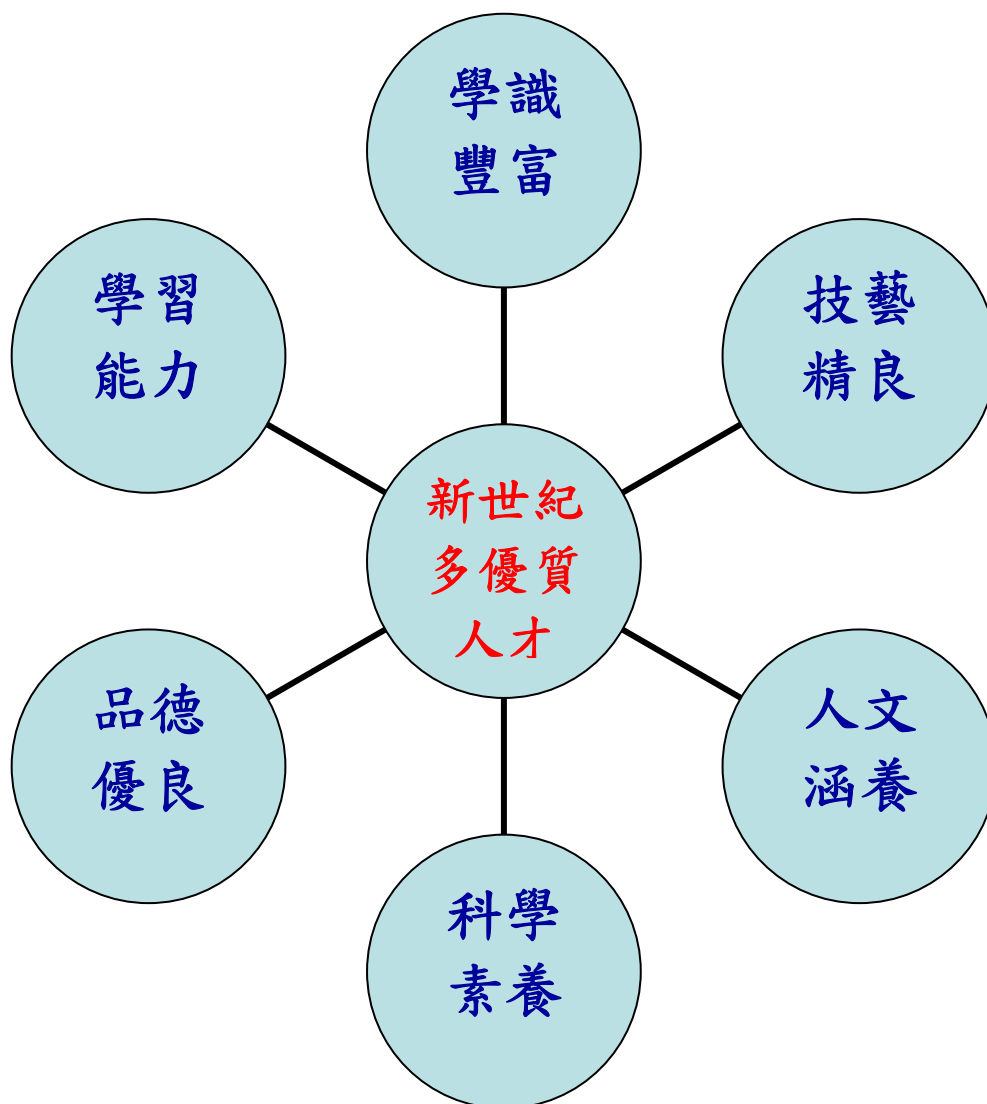 學識
豐富
技藝
精良
人文
涵養
科學
素養
品德
優良
學習
能力
新世紀
多優質
人才